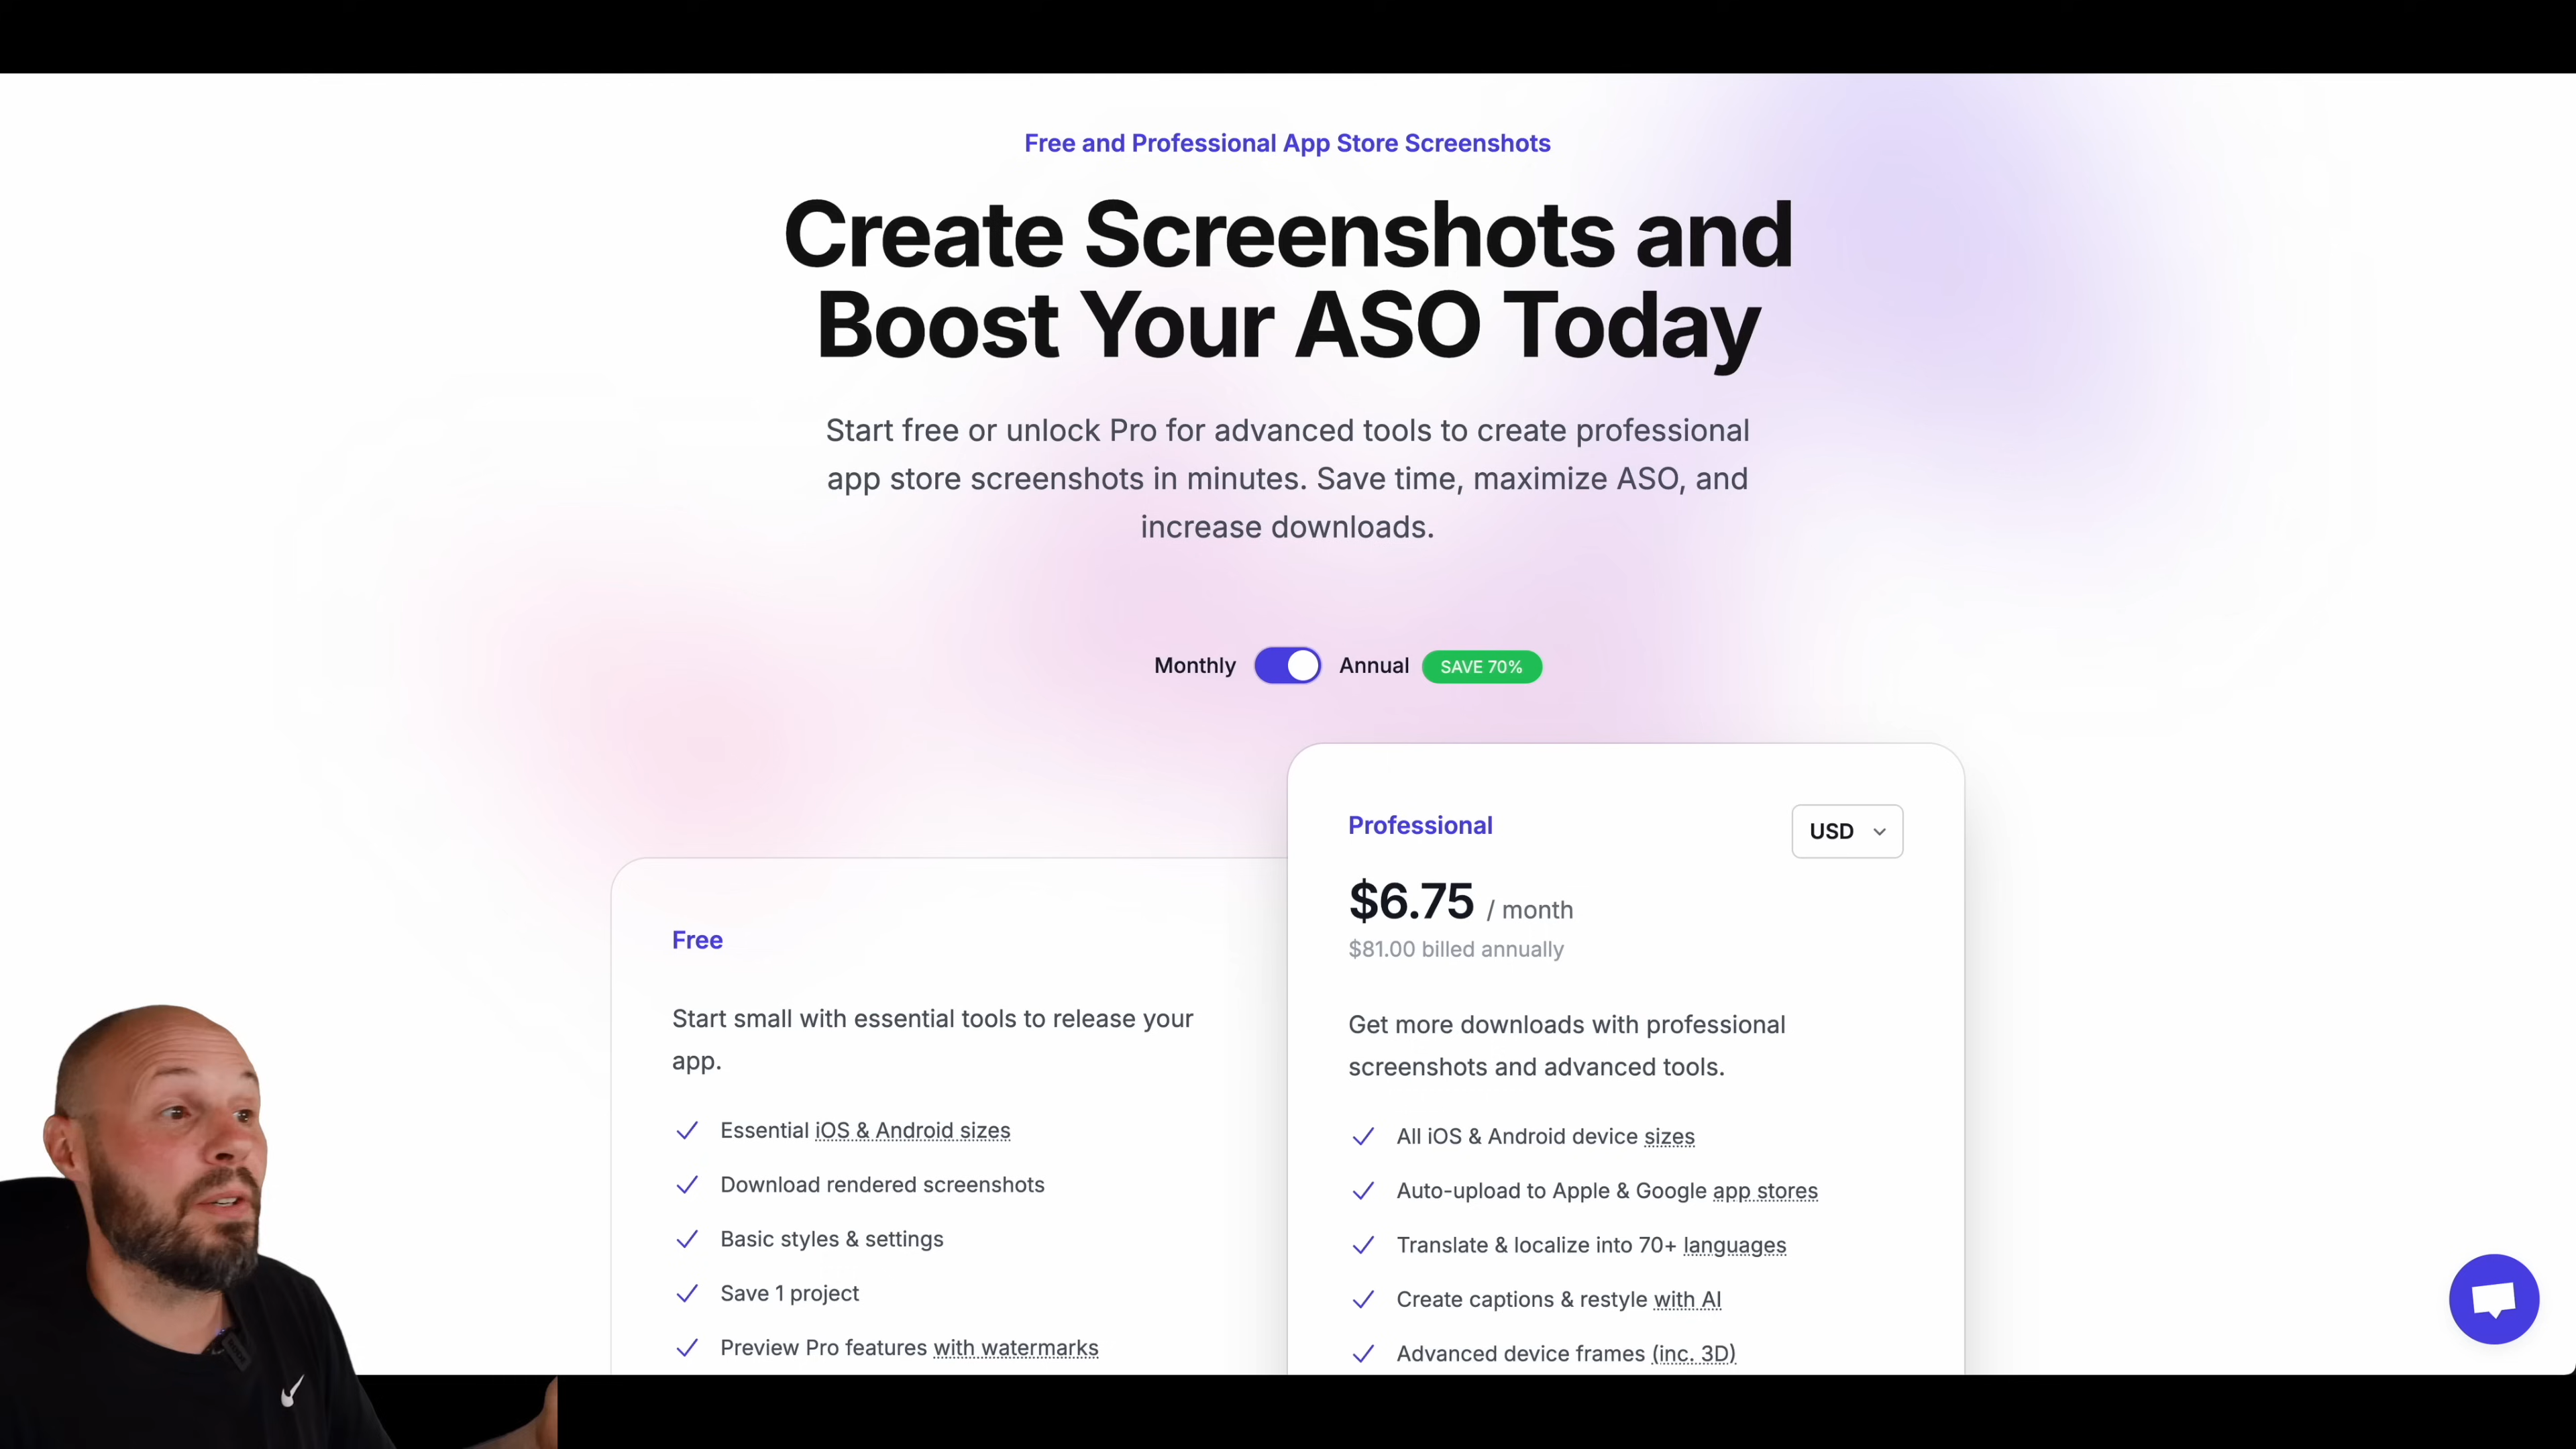 Free and Professional App Store Screenshots
Create Screenshots and
Boost Your ASO Today
Start free or unlock Pro for advanced tools to create professional
app store screenshots in minutes. Save time, maximize ASO, and
increase downloads.
Monthly
Annual
SAVE 70%
Free
Start small with essential tools to release your
app.
Essential iOS & Android sizes
Download rendered screenshots
Basic styles & settings
Save 1 project
Preview Pro features with watermarks
Professional
USD
$6.75 / month
$81.00 billed annually
Get more downloads with professional
screenshots and advanced tools.
All iOS & Android device sizes
Auto-upload to Apple & Google app stores
Translate & localize into 70+ languages
Create captions & restyle with AI
Advanced device frames (inc. 3D)